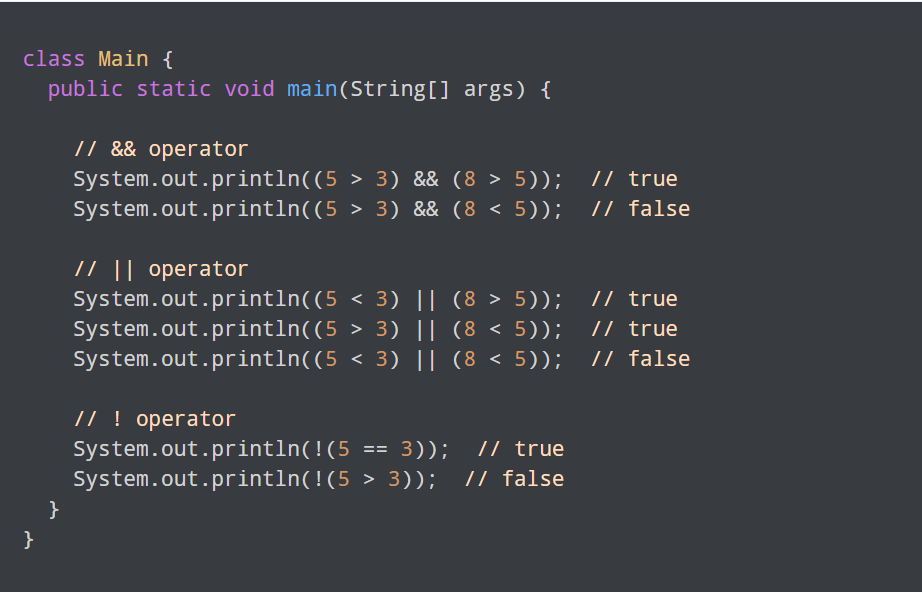 class Main {
  public static void main(String[] args) {

    // && operator
    System.out.println((5 > 3) && (8 > 5));  // true
    System.out.println((5 > 3) && (8 < 5));  // false

    // || operator
    System.out.println((5 < 3) || (8 > 5));  // true
    System.out.println((5 > 3) || (8 < 5));  // true
    System.out.println((5 < 3) || (8 < 5));  // false

    // ! operator
    System.out.println(!(5 == 3));  // true
    System.out.println(!(5 > 3));  // false
  }
}